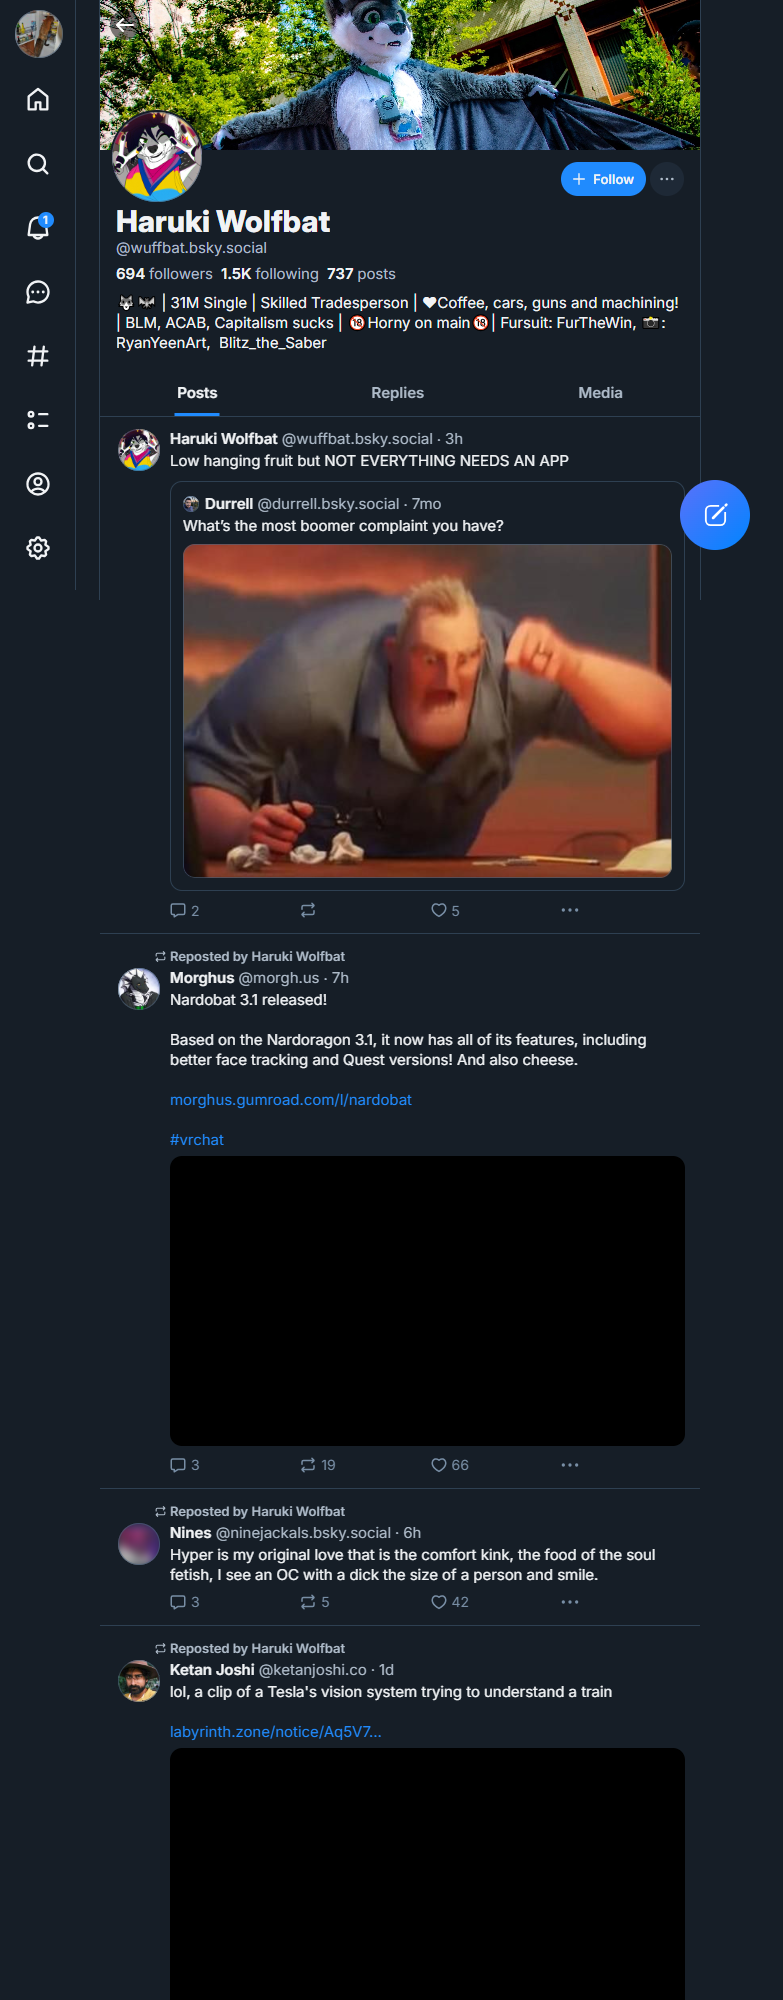 1
+ Follow
Haruki Wolfbat
@wuffbat.bsky.social
694 followers 1.5K following 737 posts
🐺🦇 | 31M Single | Skilled Tradesperson | ♥Coffee, cars, guns and machining!
| BLM, ACAB, Capitalism sucks | 🔞Horny on main🔞| Fursuit: FurTheWin, 📷:
RyanYeenArt, Blitz_the_Saber
Posts Replies Media
Haruki Wolfbat @wuffbat.bsky.social · 3h
Low hanging fruit but NOT EVERYTHING NEEDS AN APP
Durrell @durrell.bsky.social · 7mo
What's the most boomer complaint you have?
2 5
Reposted by Haruki Wolfbat
Morghus @morgh.us · 7h
Nardobat 3.1 released!
Based on the Nardoragon 3.1, it now has all of its features, including
better face tracking and Quest versions! And also cheese.
morghus.gumroad.com/l/nardobat
#vrchat
3 19 66
Reposted by Haruki Wolfbat
Nines @ninejackals.bsky.social · 6h
Hyper is my original love that is the comfort kink, the food of the soul
fetish, I see an OC with a dick the size of a person and smile.
3 5 42
Reposted by Haruki Wolfbat
Ketan Joshi @ketanjoshi.co · 1d
lol, a clip of a Tesla's vision system trying to understand a train
labyrinth.zone/notice/Aq5V7...